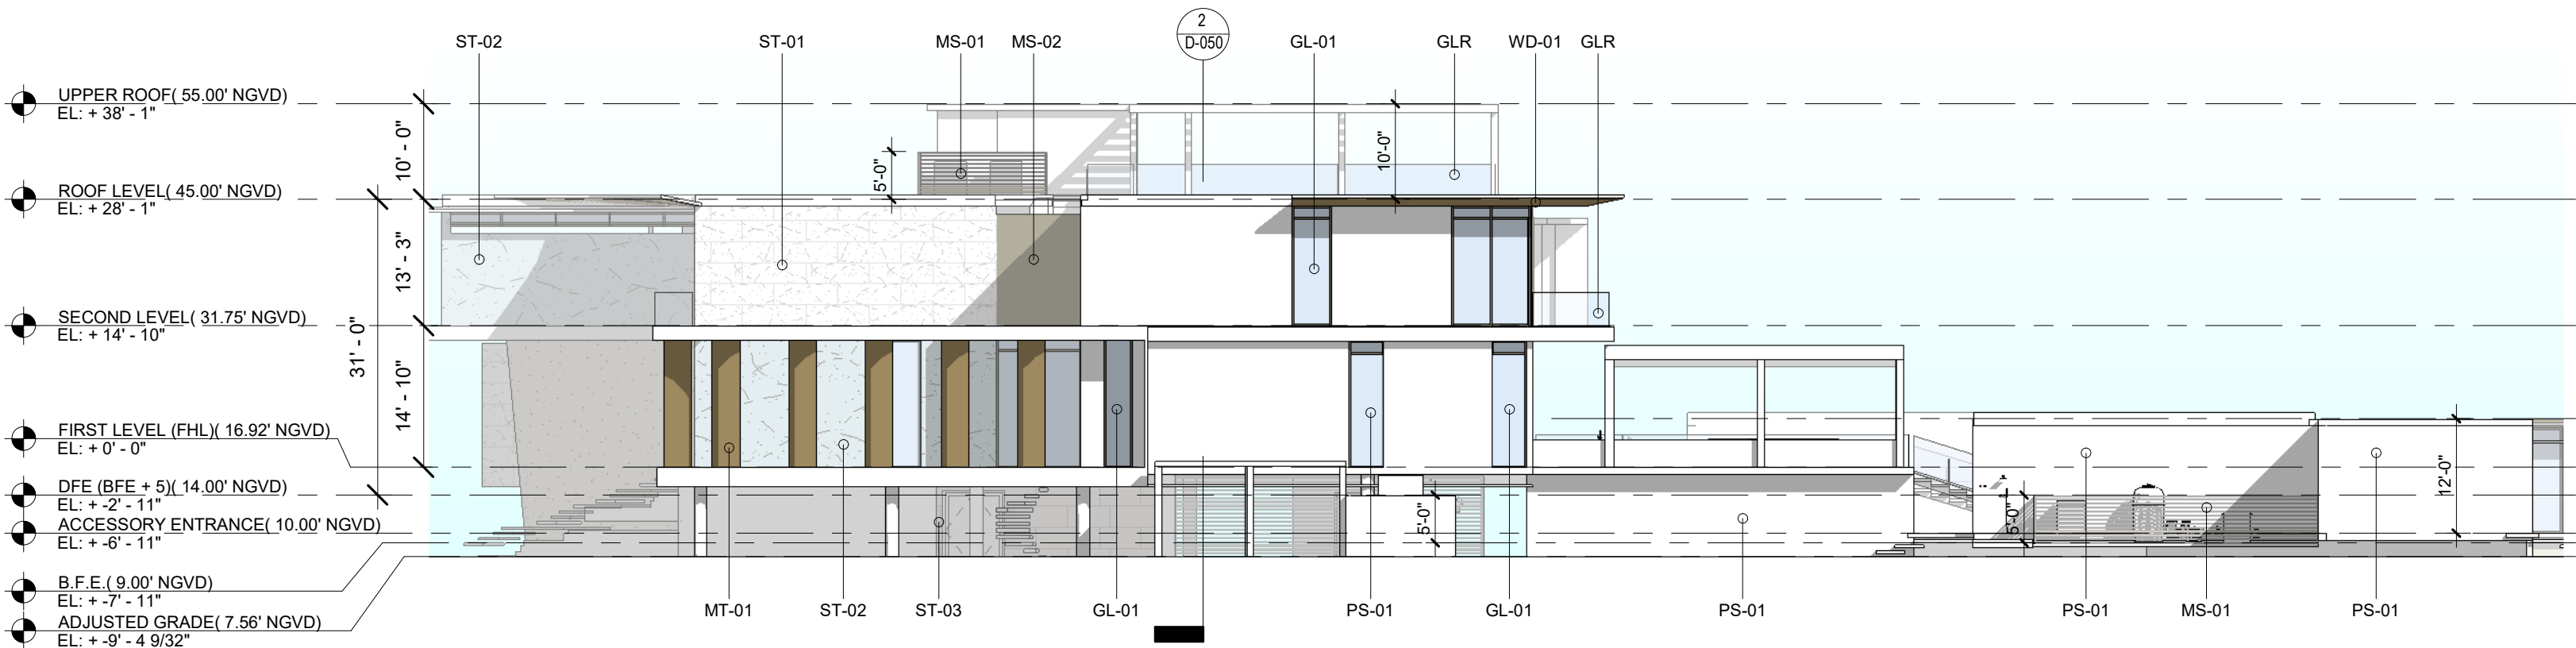 2
D-050
ST-02
ST-01
MS-01
MS-02
GL-01
GLR
WD-01
GLR
UPPER ROOF( 55.00' NGVD)
EL: + 38' - 1"
10' - 0"
10'-0"
5'-0"
ROOF LEVEL( 45.00' NGVD)
EL: + 28' - 1"
13' - 3"
SECOND LEVEL( 31.75' NGVD)
EL: + 14' - 10"
31' - 0"
14' - 10"
FIRST LEVEL (FHL)( 16.92' NGVD)
EL: + 0' - 0"
12'-0"
DFE (BFE + 5)( 14.00' NGVD)
EL: + -2' - 11"
5'-0"
5'-0"
ACCESSORY ENTRANCE( 10.00' NGVD)
EL: + -6' - 11"
B.F.E.( 9.00' NGVD)
EL: + -7' - 11"
ADJUSTED GRADE( 7.56' NGVD)
EL: + -9' - 4 9/32"
MT-01
ST-02
ST-03
GL-01
PS-01
GL-01
PS-01
PS-01
MS-01
PS-01